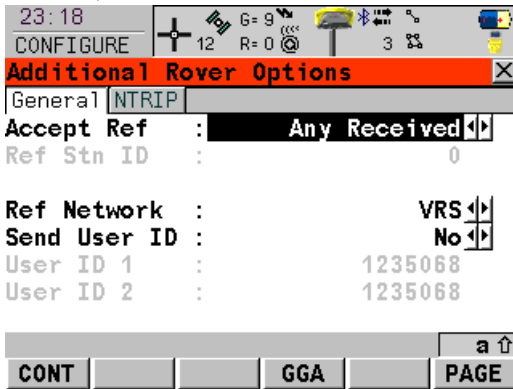 23:18
CONFIGURE
12
G= 9
R= 0
3
Additional Rover Options
General NTRIP
Accept Ref : Any Received
Ref Stn ID : 0
Ref Network : VRS
Send User ID : No
User ID 1 : 1235068
User ID 2 : 1235068
a
CONT GGA PAGE